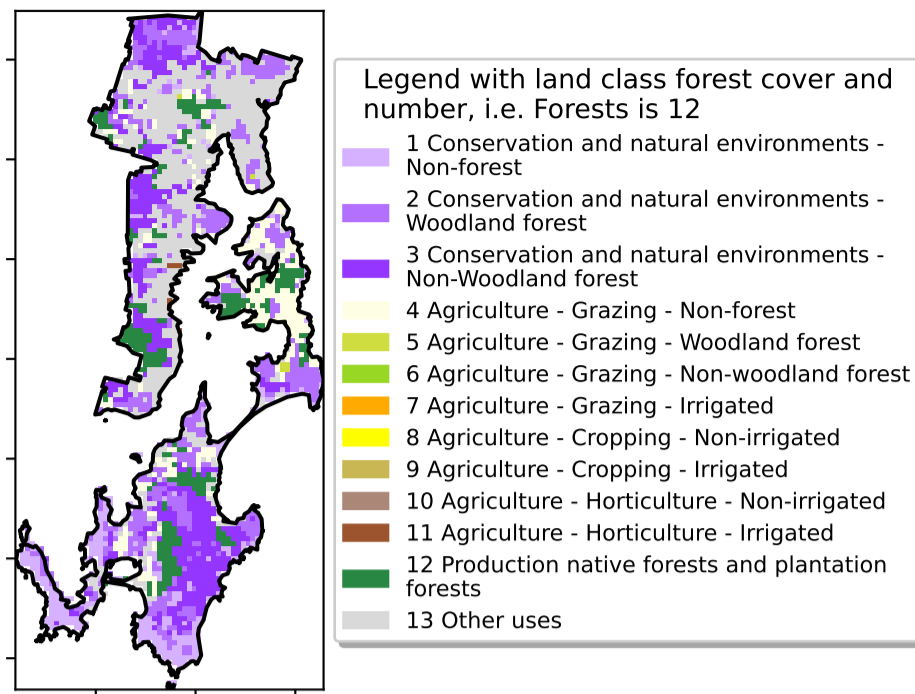 Legend with land class forest cover and
number, i.e. Forests is 12
1 Conservation and natural environments -
Non-forest
2 Conservation and natural environments -
Woodland forest
3 Conservation and natural environments -
Non-Woodland forest
4 Agriculture - Grazing - Non-forest
5 Agriculture - Grazing - Woodland forest
6 Agriculture - Grazing - Non-woodland forest
7 Agriculture - Grazing - Irrigated
8 Agriculture - Cropping - Non-irrigated
9 Agriculture - Cropping - Irrigated
10 Agriculture - Horticulture - Non-irrigated
11 Agriculture - Horticulture - Irrigated
12 Production native forests and plantation
forests
13 Other uses